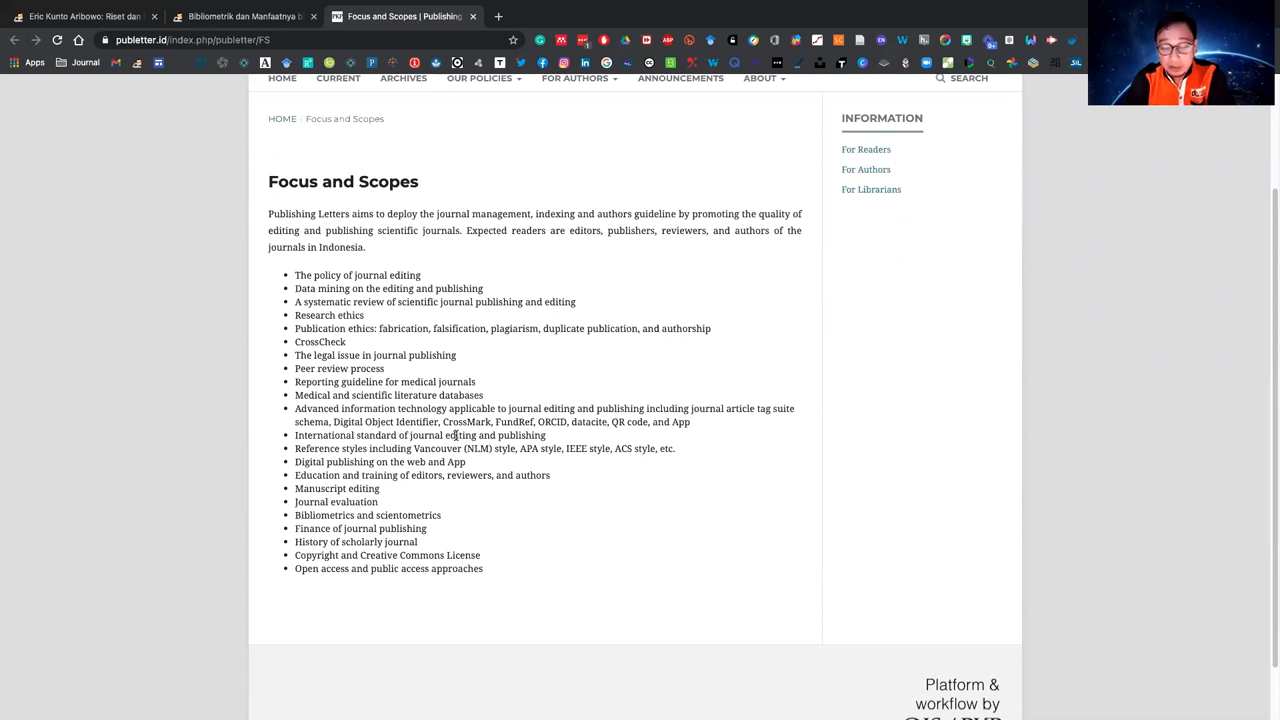 Eric Kunto Aribowo: Riset dan
Bibliometrik dan Manfaatnya b
Focus and Scopes | Publishing
publetter.id/index.php/publetter/FS
Apps
Journal
HOME CURRENT ARCHIVES OUR POLICIES FOR AUTHORS ANNOUNCEMENTS ABOUT SEARCH
HOME / Focus and Scopes
Focus and Scopes
Publishing Letters aims to deploy the journal management, indexing and authors guideline by promoting the quality of
editing and publishing scientific journals. Expected readers are editors, publishers, reviewers, and authors of the
journals in Indonesia.
• The policy of journal editing
• Data mining on the editing and publishing
• A systematic review of scientific journal publishing and editing
• Research ethics
• Publication ethics: fabrication, falsification, plagiarism, duplicate publication, and authorship
• CrossCheck
• The legal issue in journal publishing
• Peer review process
• Reporting guideline for medical journals
• Medical and scientific literature databases
• Advanced information technology applicable to journal editing and publishing including journal article tag suite
schema, Digital Object Identifier, CrossMark, FundRef, ORCID, datacite, QR code, and App
• International standard of journal editing and publishing
• Reference styles including Vancouver (NLM) style, APA style, IEEE style, ACS style, etc.
• Digital publishing on the web and App
• Education and training of editors, reviewers, and authors
• Manuscript editing
• Journal evaluation
• Bibliometrics and scientometrics
• Finance of journal publishing
• History of scholarly journal
• Copyright and Creative Commons License
• Open access and public access approaches
INFORMATION
For Readers
For Authors
For Librarians
Platform &
workflow by